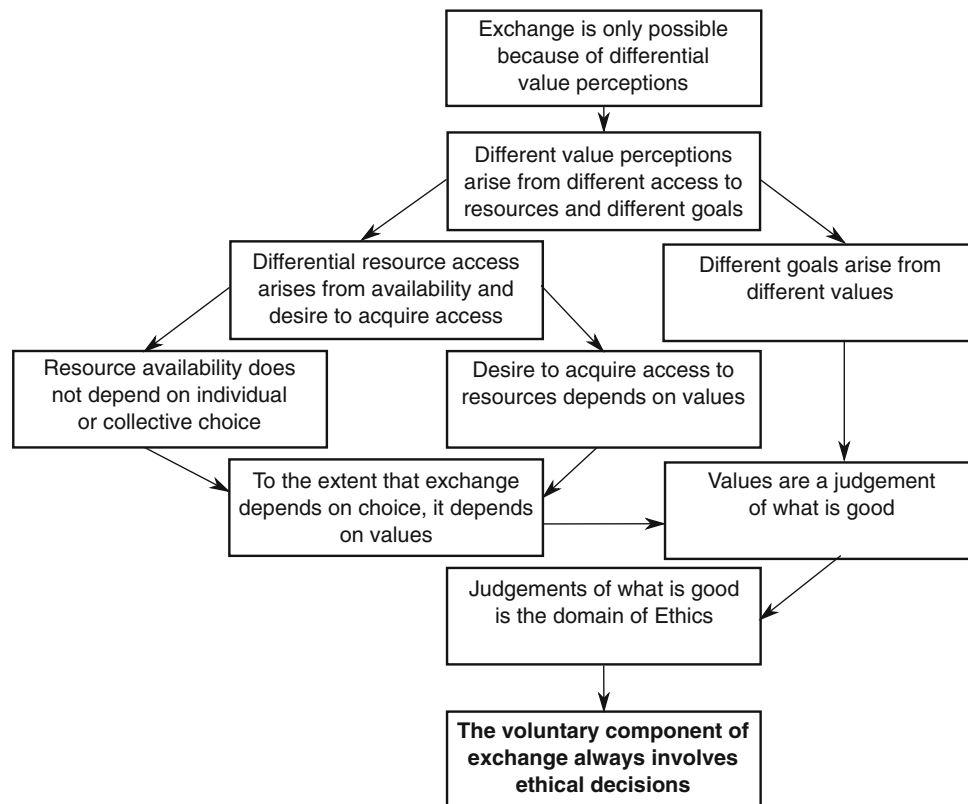 Exchange is only possible
because of differential
value perceptions
Different value perceptions
arise from different access to
resources and different goals
Differential resource access
arises from availability and
desire to acquire access
Different goals arise from
different values
Resource availability does
not depend on individual
or collective choice
Desire to acquire access to
resources depends on values
To the extent that exchange
depends on choice, it depends
on values
Values are a judgement
of what is good
Judgements of what is good
is the domain of Ethics
The voluntary component of
exchange always involves
ethical decisions